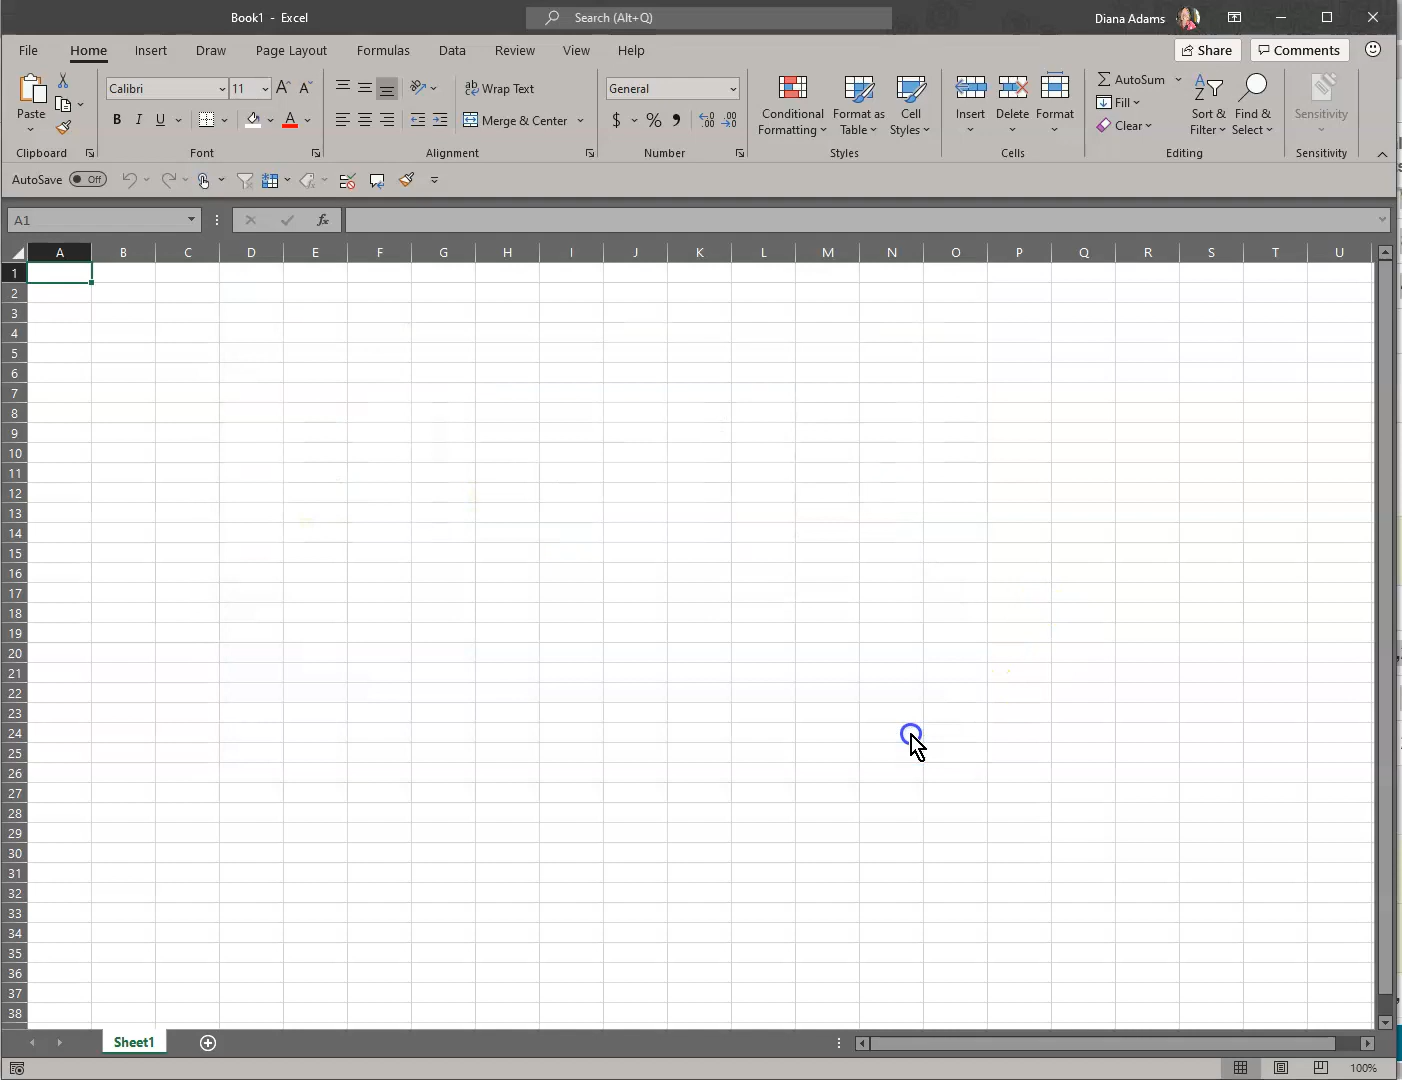 Book1 - Excel
Search (Alt+Q)
Diana Adams
File Home Insert Draw Page Layout Formulas Data Review View Help
Share Comments
Paste
Clipboard
Calibri 11
B I U A
Font
ab Wrap Text
Merge & Center
Alignment
General
$ % 9 .00 .00
Number
Conditional Formatting
Format as Table
Cell Styles
Styles
Insert Delete Format
Cells
AutoSum
Fill
Clear
Sort & Filter
Find & Select
Editing
Sensitivity
Sensitivity
AutoSave Off
A1 fx
A B C D E F G H I J K L M N O P Q R S T U
1
2
3
4
5
6
7
8
9
10
11
12
13
14
15
16
17
18
19
20
21
22
23
24
25
26
27
28
29
30
31
32
33
34
35
36
37
38
Sheet1
100%